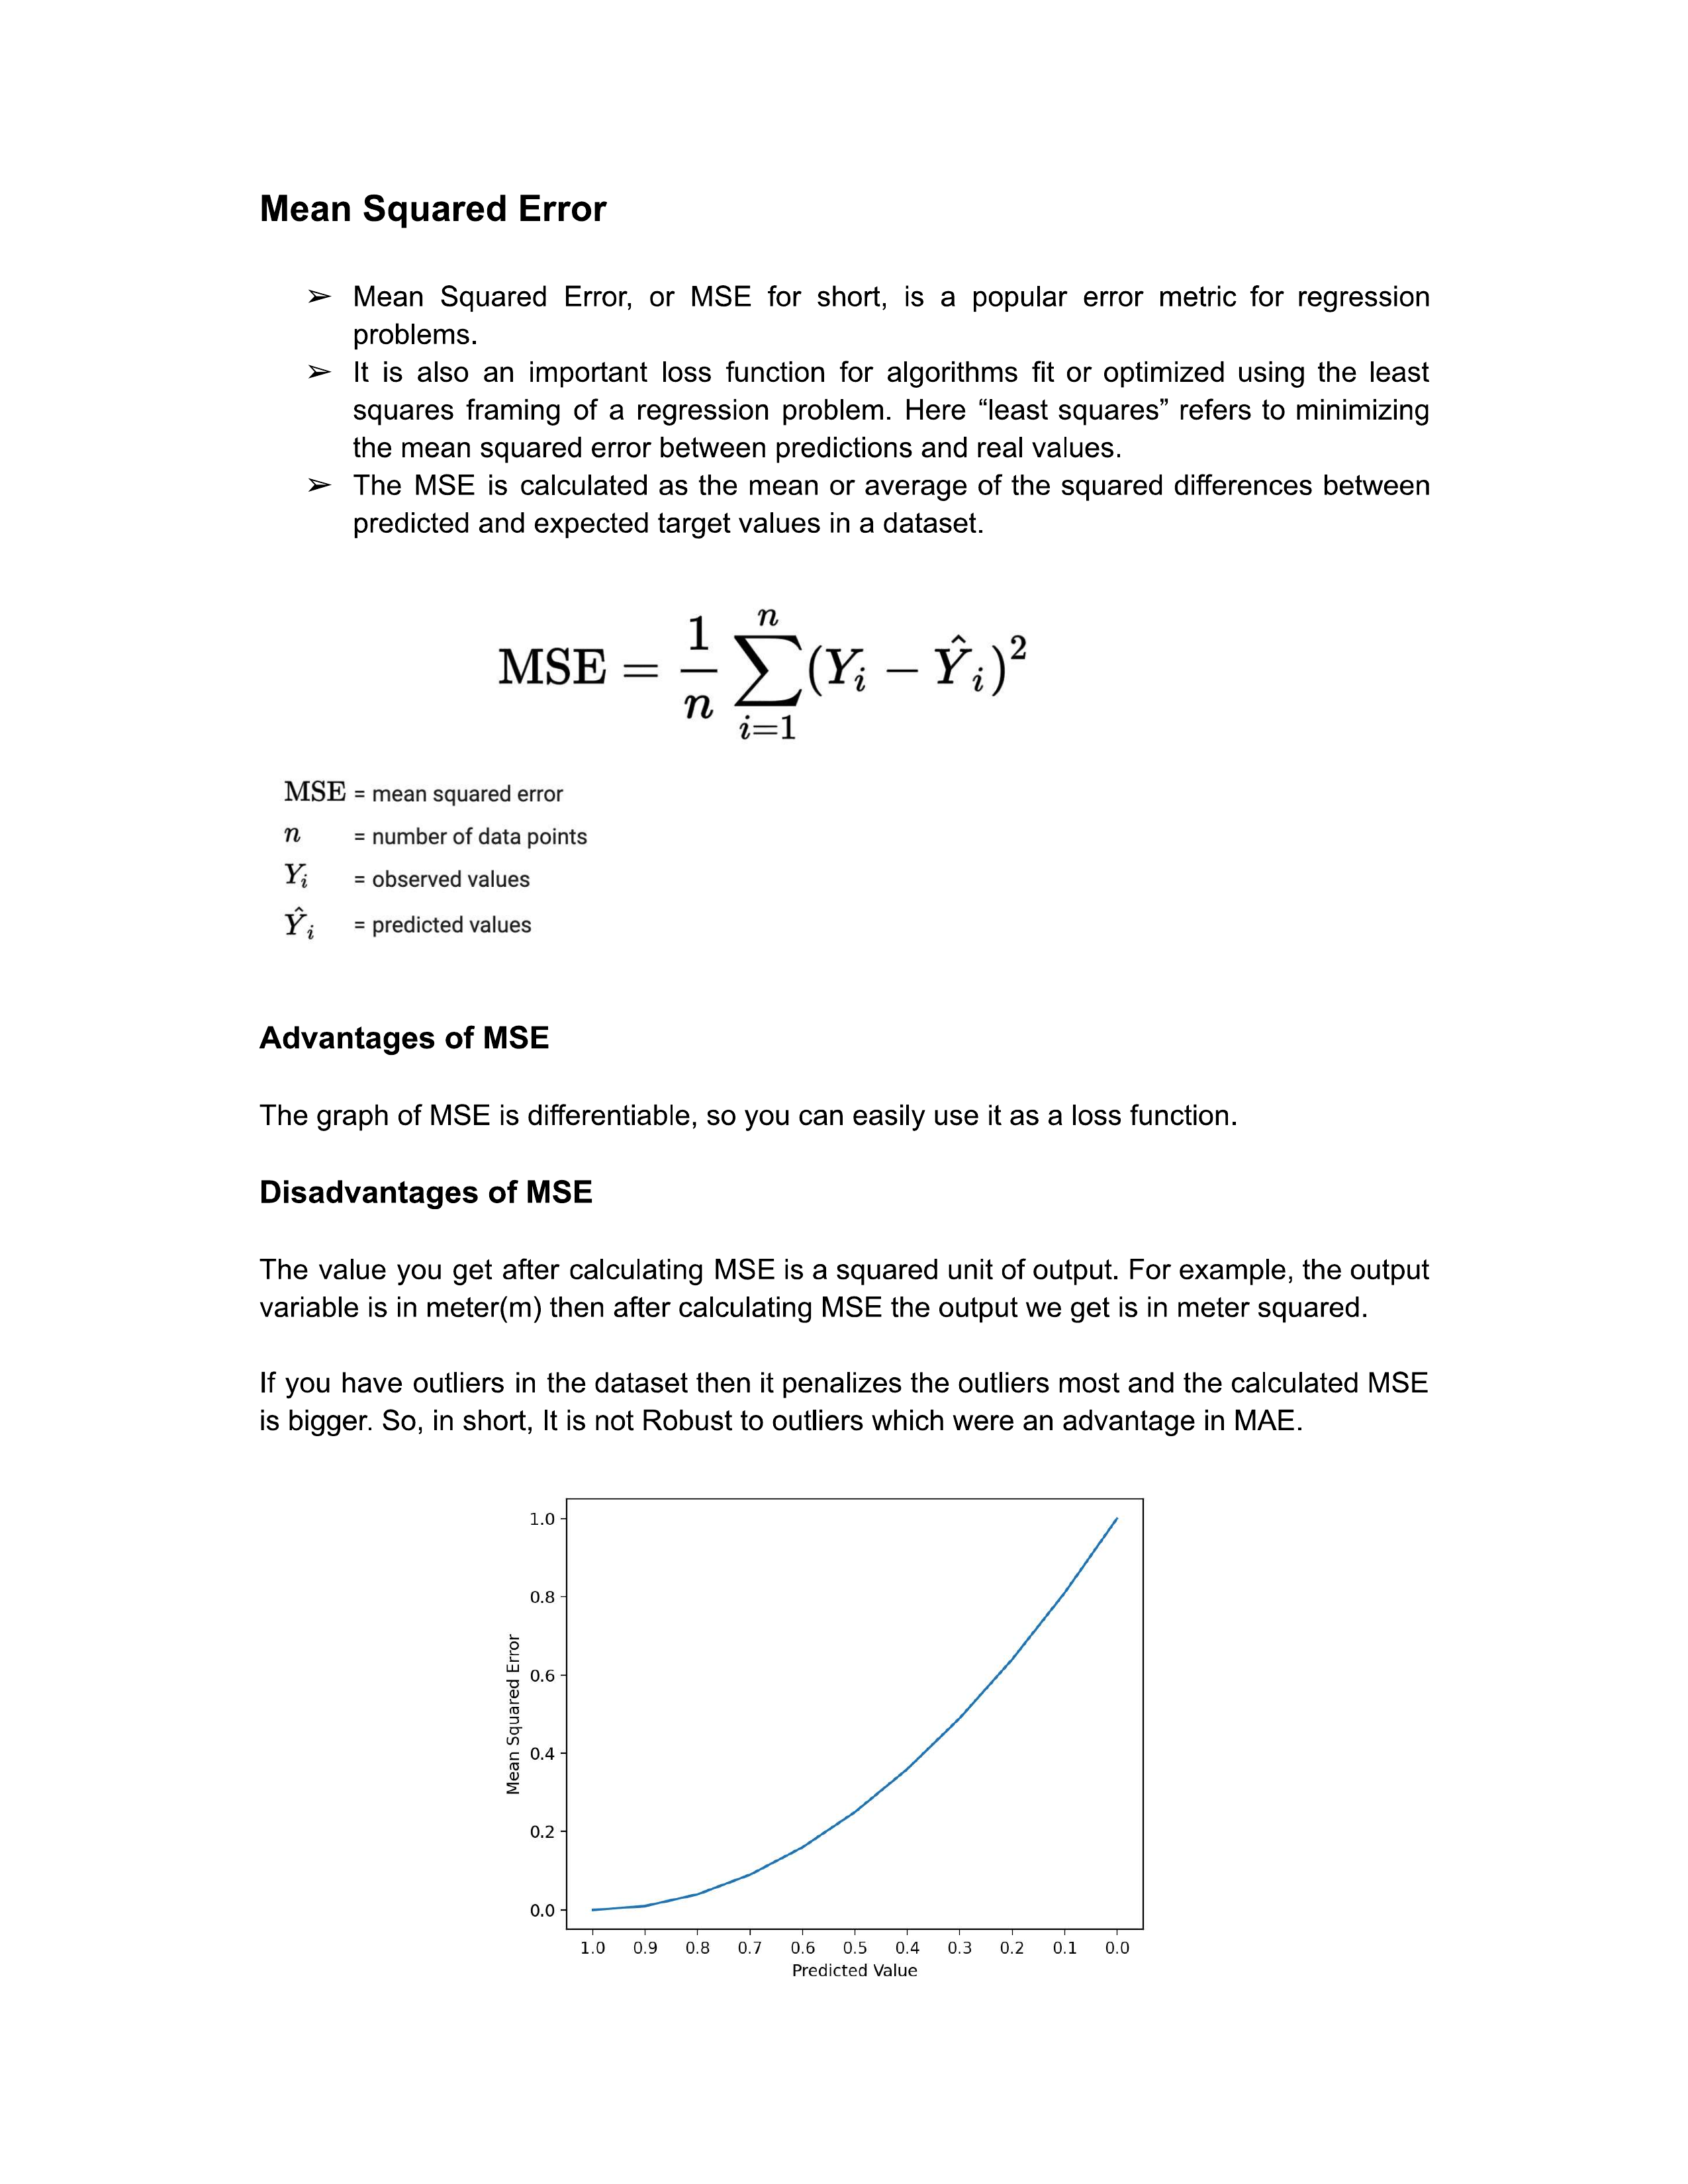 Mean Squared Error
➢ Mean Squared Error, or MSE for short, is a popular error metric for regression
problems.
➢ It is also an important loss function for algorithms fit or optimized using the least
squares framing of a regression problem. Here “least squares” refers to minimizing
the mean squared error between predictions and real values.
➢ The MSE is calculated as the mean or average of the squared differences between
predicted and expected target values in a dataset.
MSE = \frac{1}{n} \sum_{i=1}^{n} (Y_i − \hat{Y}_i)^2
MSE = mean squared error
n = number of data points
Y_i = observed values
\hat{Y}_i = predicted values
Advantages of MSE
The graph of MSE is differentiable, so you can easily use it as a loss function.
Disadvantages of MSE
The value you get after calculating MSE is a squared unit of output. For example, the output
variable is in meter(m) then after calculating MSE the output we get is in meter squared.
If you have outliers in the dataset then it penalizes the outliers most and the calculated MSE
is bigger. So, in short, It is not Robust to outliers which were an advantage in MAE.
1.0
0.8
0.6
0.4
0.2
0.0
Mean Squared Error
1.0 0.9 0.8 0.7 0.6 0.5 0.4 0.3 0.2 0.1 0.0
Predicted Value